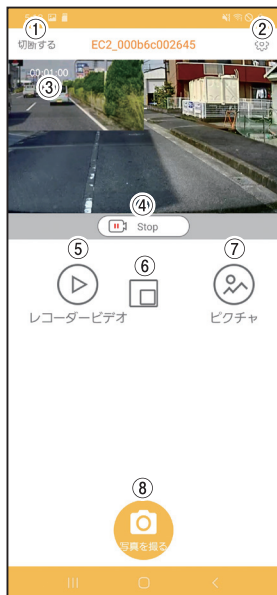 ① ②
切断する EC2_000b6c002645
00:01:00
③
④
Stop
⑤ ⑥ ⑦
レコーダービデオ ピクチャ
⑧
写真を撮る